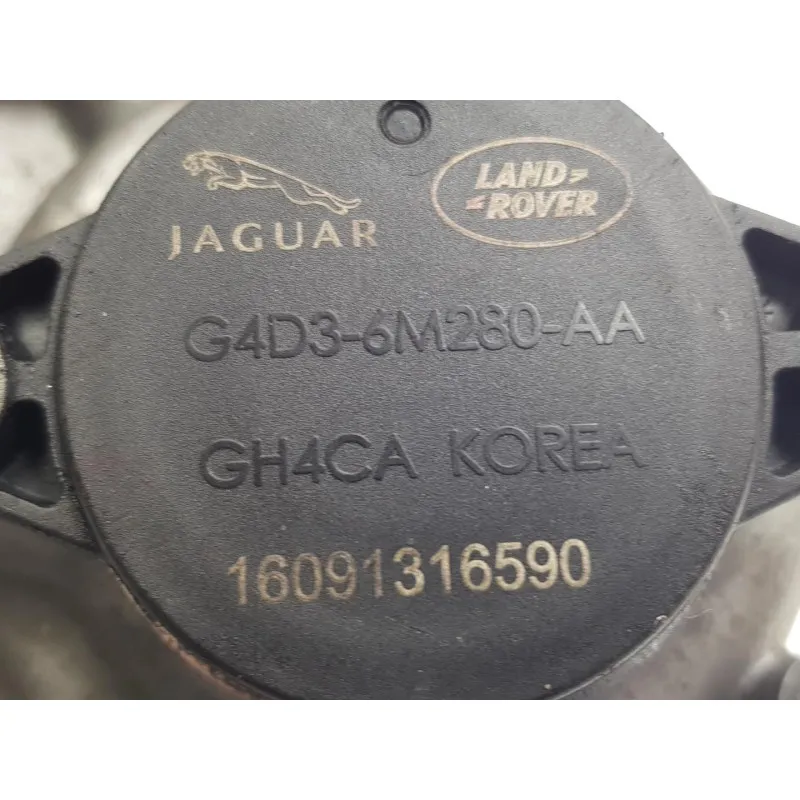 JAGUAR
LAND
ROVER
G4D3-6M280-AA
GH4CA KOREA
16091316590